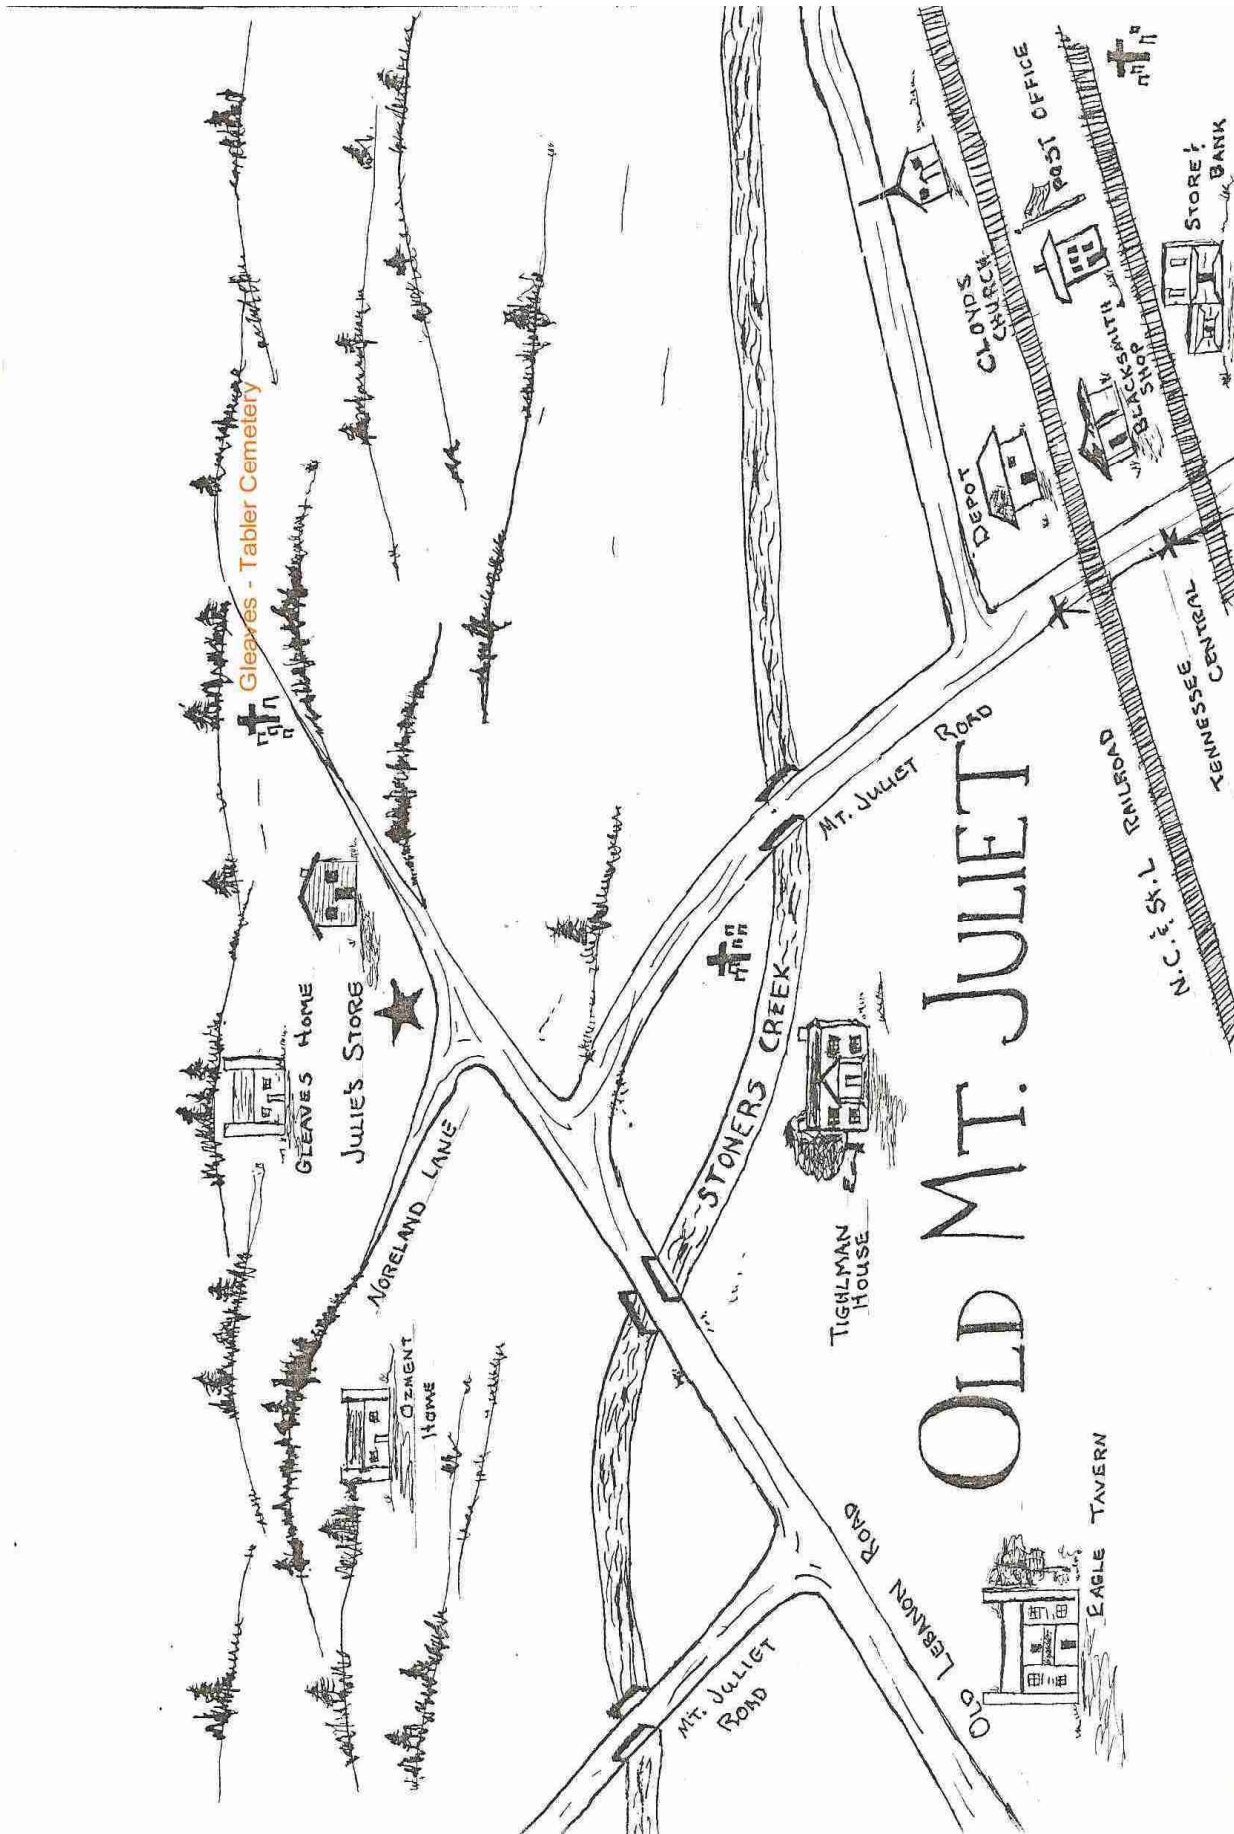 Gleaves - Tabler Cemetery
GLEAVES HOME
JULIE'S STORE
NORELAND LANE
OZMENT
HOME
STONERS CREEK
MT. JULIET ROAD
TIGHLMAN
HOUSE
MT. JULIET
ROAD
OLD LEBANON ROAD
EAGLE TAVERN
OLD MT. JULIET
DEPOT
CLOYDS
CHURCH
POST OFFICE
BLACKSMITH
SHOP
STORE &
BANK
N.C. & St. L RAILROAD
TENNESSEE
CENTRAL